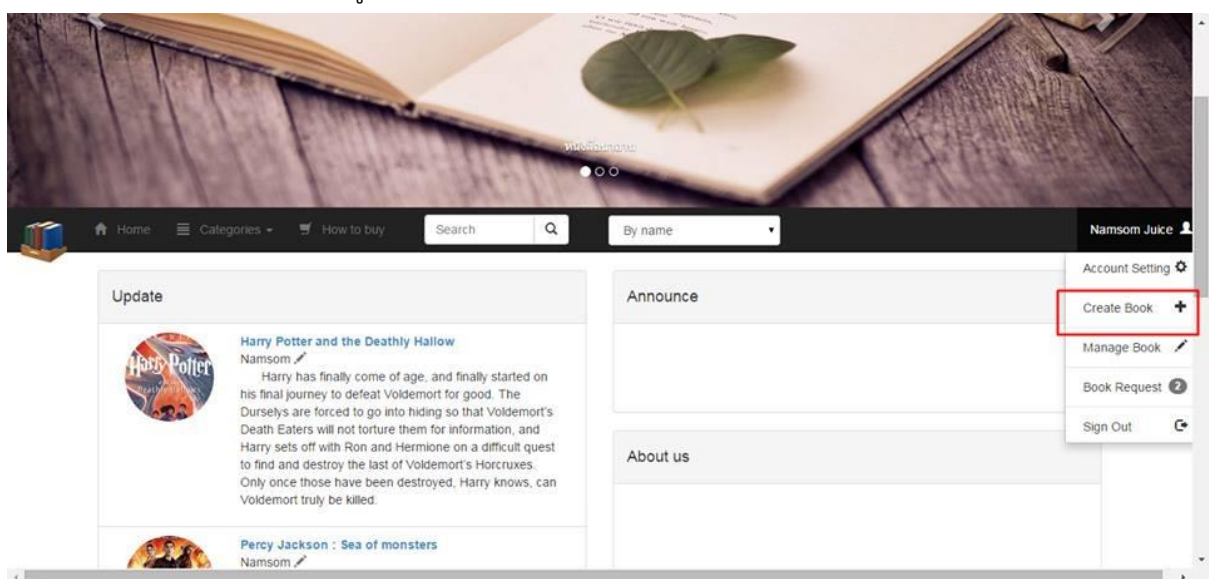 Home
Categories
How to buy
Search
By name
Namsom Juice
Account Setting
Create Book
Manage Book
Book Request 2
Sign Out
Update
Harry Potter and the Deathly Hallow
Namsom
Harry has finally come of age, and finally started on
his final journey to defeat Voldemort for good. The
Durselys are forced to go into hiding so that Voldemort's
Death Eaters will not torture them for information, and
Harry sets off with Ron and Hermione on a difficult quest
to find and destroy the last of Voldemort's Horcruxes.
Only once those have been destroyed, Harry knows, can
Voldemort truly be killed.
Percy Jackson : Sea of monsters
Namsom
Announce
About us
Harry Potter